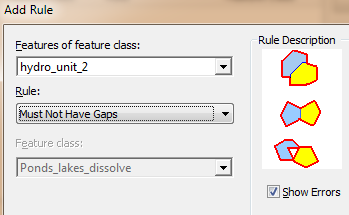 Add Rule
Features of feature class:
hydro_unit_2
Rule:
Must Not Have Gaps
Feature class:
Ponds_lakes_dissolve
Rule Description
Show Errors